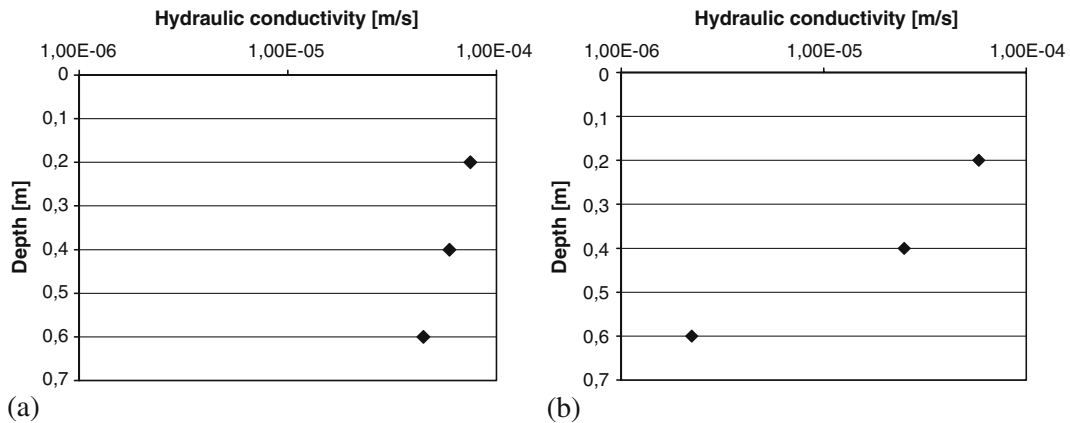 Hydraulic conductivity [m/s]
1,00E-06 1,00E-05 1,00E-04
0
0,1
0,2
0,3
0,4
0,5
0,6
0,7
Depth [m]
(a)
Hydraulic conductivity [m/s]
1,00E-06 1,00E-05 1,00E-04
0
0,1
0,2
0,3
0,4
0,5
0,6
0,7
Depth [m]
(b)